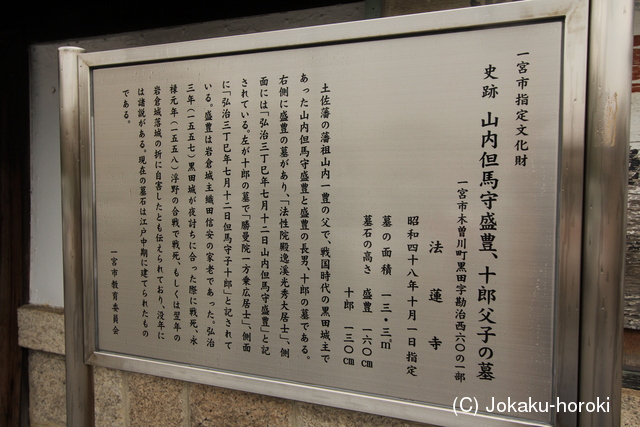 一宮市指定文化財
史跡 山内但馬守盛豊、十郎父子の墓
一宮市木曽川町黒田字勘治西六〇の一部
法蓮寺
昭和四十八年十月一日指定
墓の面積 一三・三㎡
墓石の高さ 盛豊 一六〇㎝
十郎 一三〇㎝
土佐藩の藩祖山内一豊の父で、戦国時代の黒田城主で
あった山内但馬守盛豊と盛豊の長男、十郎の墓である。
右側に盛豊の墓があり、「法性院殿逸溪光秀大居士」、側
面には「弘治三丁巳年七月十二日山内但馬守盛豊」と記
されている。左が十郎の墓で「勝曼院一方乗広居士」、側面
に「弘治三丁巳年七月十二日但馬守子十郎」と記されて
いる。盛豊は岩倉城主織田信安の家老であった。弘治
三年(一五五七)黒田城が夜討ちに合った際に戦死、永
禄元年(一五五八)浮野の合戦で戦死、もしくは翌年の
岩倉城落城の折に自害したとも伝えられており、没年に
は諸説がある。現在の墓石は江戸中期に建てられたもの
である。
一宮市教育委員会
(C) Jokaku-horoki